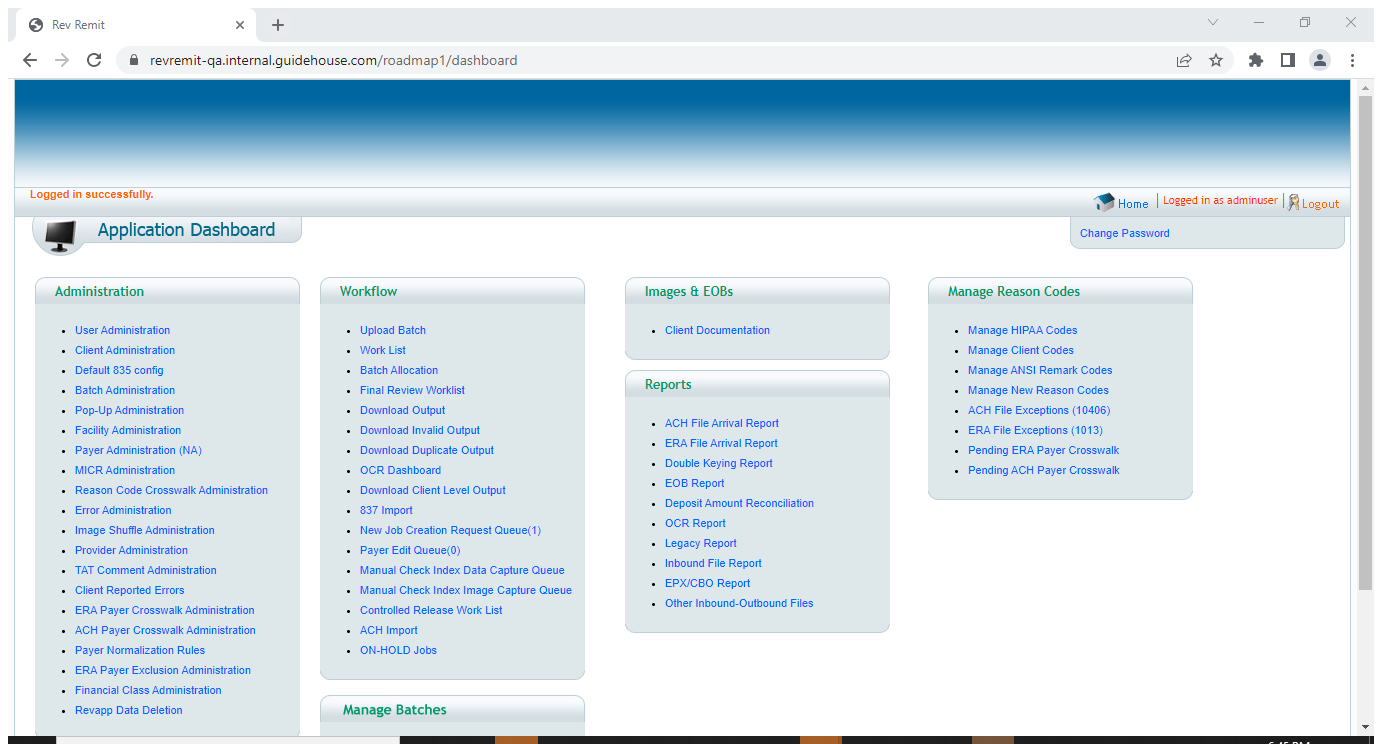 Rev Remit
revremit-qa.internal.guidehouse.com/roadmap1/dashboard
Logged in successfully.
Home
Logged in as adminuser
Logout
Application Dashboard
Change Password
Administration
User Administration
Client Administration
Default 835 config
Batch Administration
Pop-Up Administration
Facility Administration
Payer Administration (NA)
MICR Administration
Reason Code Crosswalk Administration
Error Administration
Image Shuffle Administration
Provider Administration
TAT Comment Administration
Client Reported Errors
ERA Payer Crosswalk Administration
ACH Payer Crosswalk Administration
Payer Normalization Rules
ERA Payer Exclusion Administration
Financial Class Administration
Revapp Data Deletion
Workflow
Upload Batch
Work List
Batch Allocation
Final Review Worklist
Download Output
Download Invalid Output
Download Duplicate Output
OCR Dashboard
Download Client Level Output
837 Import
New Job Creation Request Queue(1)
Payer Edit Queue(0)
Manual Check Index Data Capture Queue
Manual Check Index Image Capture Queue
Controlled Release Work List
ACH Import
ON-HOLD Jobs
Manage Batches
Images & EOBs
Client Documentation
Reports
ACH File Arrival Report
ERA File Arrival Report
Double Keying Report
EOB Report
Deposit Amount Reconciliation
OCR Report
Legacy Report
Inbound File Report
EPX/CBO Report
Other Inbound-Outbound Files
Manage Reason Codes
Manage HIPAA Codes
Manage Client Codes
Manage ANSI Remark Codes
Manage New Reason Codes
ACH File Exceptions (10406)
ERA File Exceptions (1013)
Pending ERA Payer Crosswalk
Pending ACH Payer Crosswalk